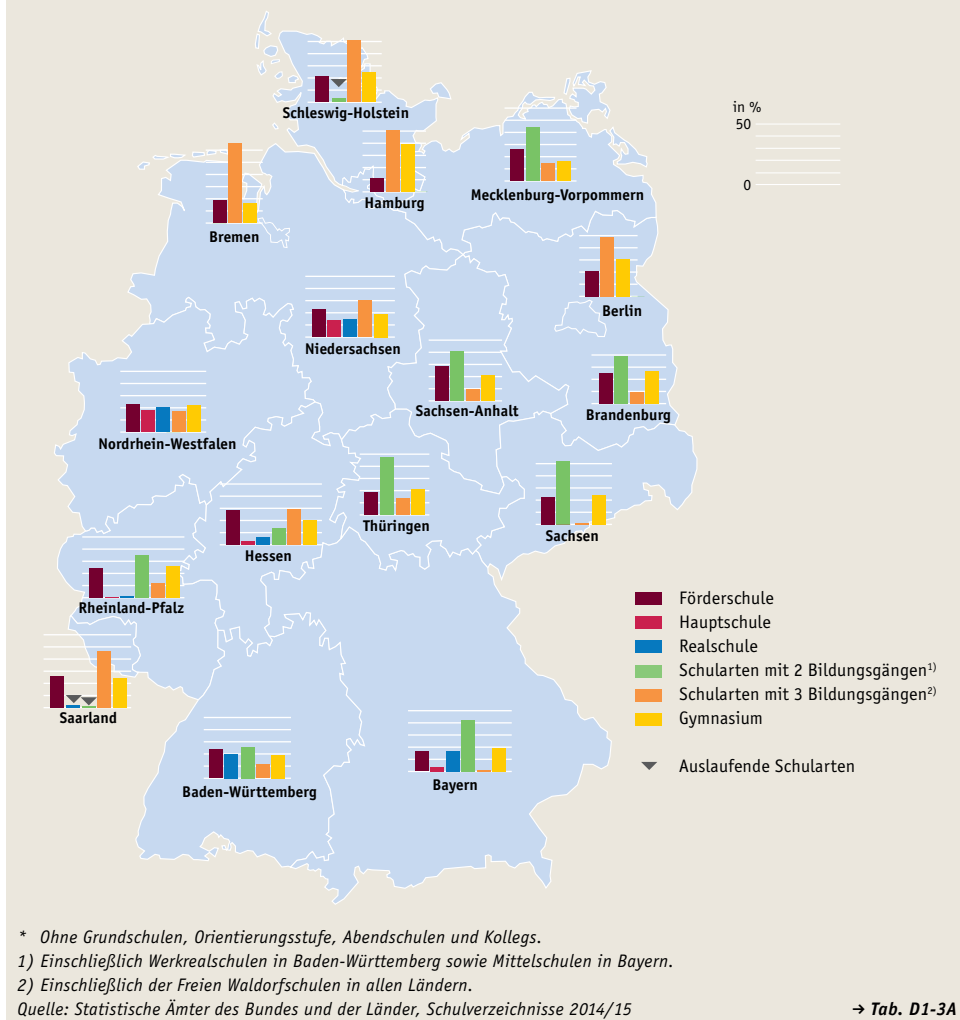 Schleswig-Holstein
in %
50
0
Hamburg
Mecklenburg-Vorpommern
Bremen
Berlin
Niedersachsen
Sachsen-Anhalt
Brandenburg
Nordrhein-Westfalen
Thüringen
Sachsen
Hessen
Rheinland-Pfalz
Saarland
Baden-Württemberg
Bayern
Förderschule
Hauptschule
Realschule
Schularten mit 2 Bildungsgängen1)
Schularten mit 3 Bildungsgängen2)
Gymnasium
Auslaufende Schularten
* Ohne Grundschulen, Orientierungsstufe, Abendschulen und Kollegs.
1) Einschließlich Werkrealschulen in Baden-Württemberg sowie Mittelschulen in Bayern.
2) Einschließlich der Freien Waldorfschulen in allen Ländern.
Quelle: Statistische Ämter des Bundes und der Länder, Schulverzeichnisse 2014/15 → Tab. D1-3A